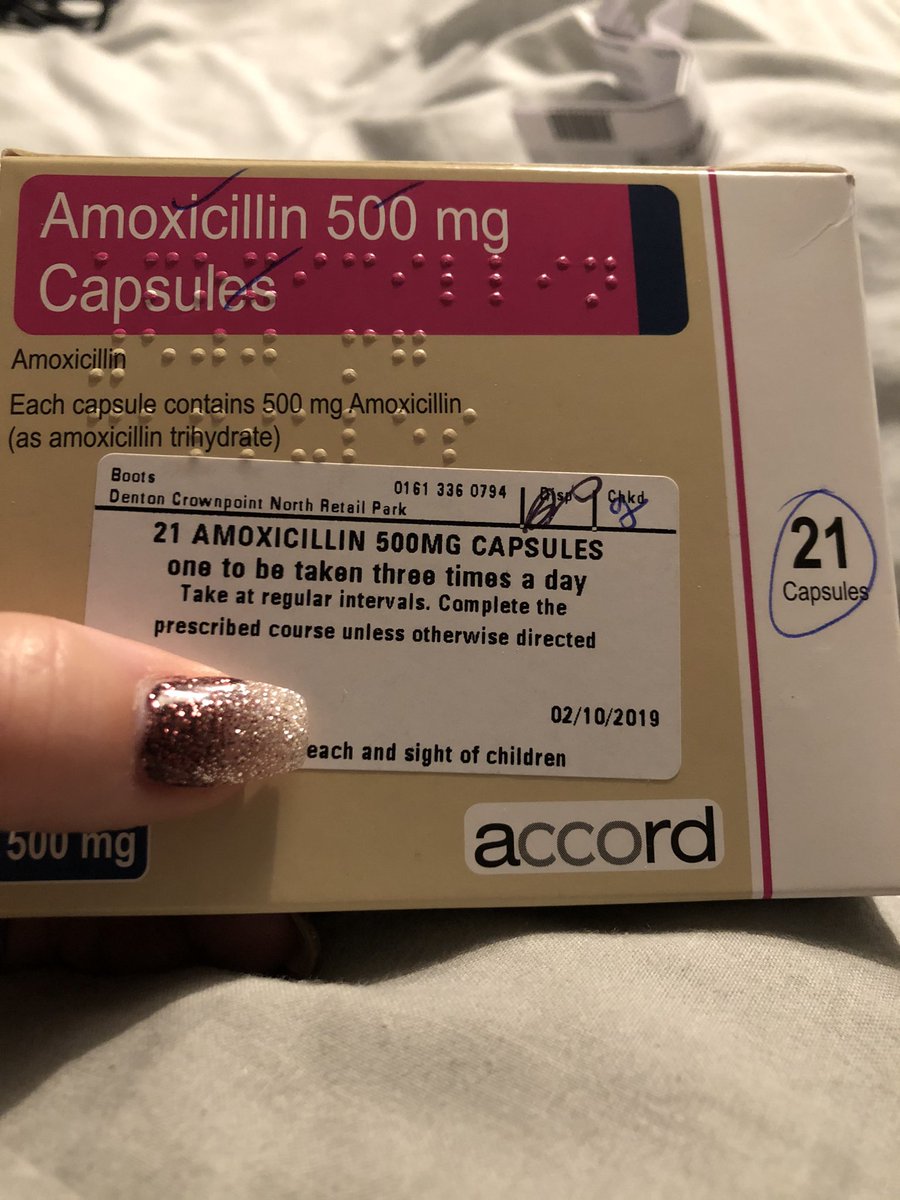 Amoxicillin 500 mg
Capsules
Amoxicillin
Each capsule contains 500 mg Amoxicillin
(as amoxicillin trihydrate)
Boots
Denton Crownpoint North Retail Park
0161 336 0794
Disp
Chkd
21 AMOXICILLIN 500MG CAPSULES
one to be taken three times a day
Take at regular intervals. Complete the
prescribed course unless otherwise directed
02/10/2019
each and sight of children
21
Capsules
500 mg
accord